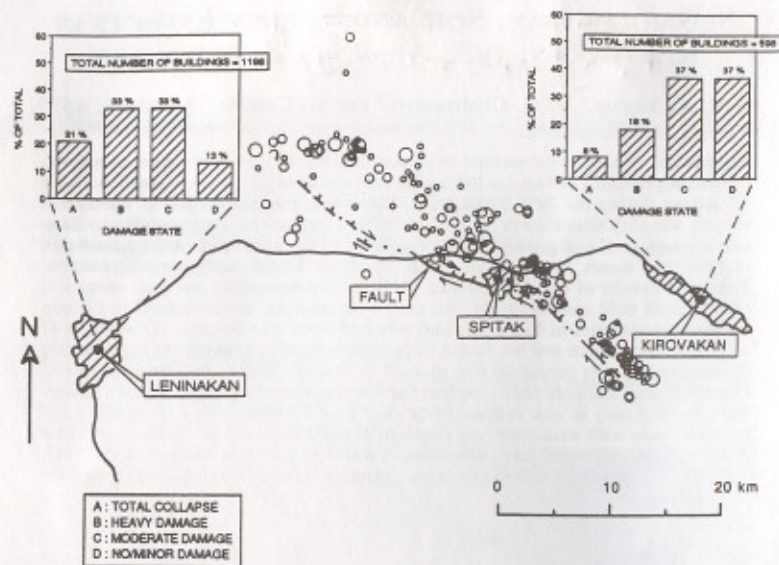 60
50
40
30
20
10
0
% OF TOTAL
TOTAL NUMBER OF BUILDINGS = 1198
21 %
33 %
33 %
13 %
A
B
C
D
DAMAGE STATE
60
50
40
30
20
10
0
% OF TOTAL
8 %
18 %
37 %
37 %
TOTAL NUMBER OF BUILDINGS
A
B
C
D
DAMAGE STATE
FAULT
SPITAK
KIROVAKAN
N
LENINAKAN
A : TOTAL COLLAPSE
B : HEAVY DAMAGE
C : MODERATE DAMAGE
D : NO/MINOR DAMAGE
0
10
20 km